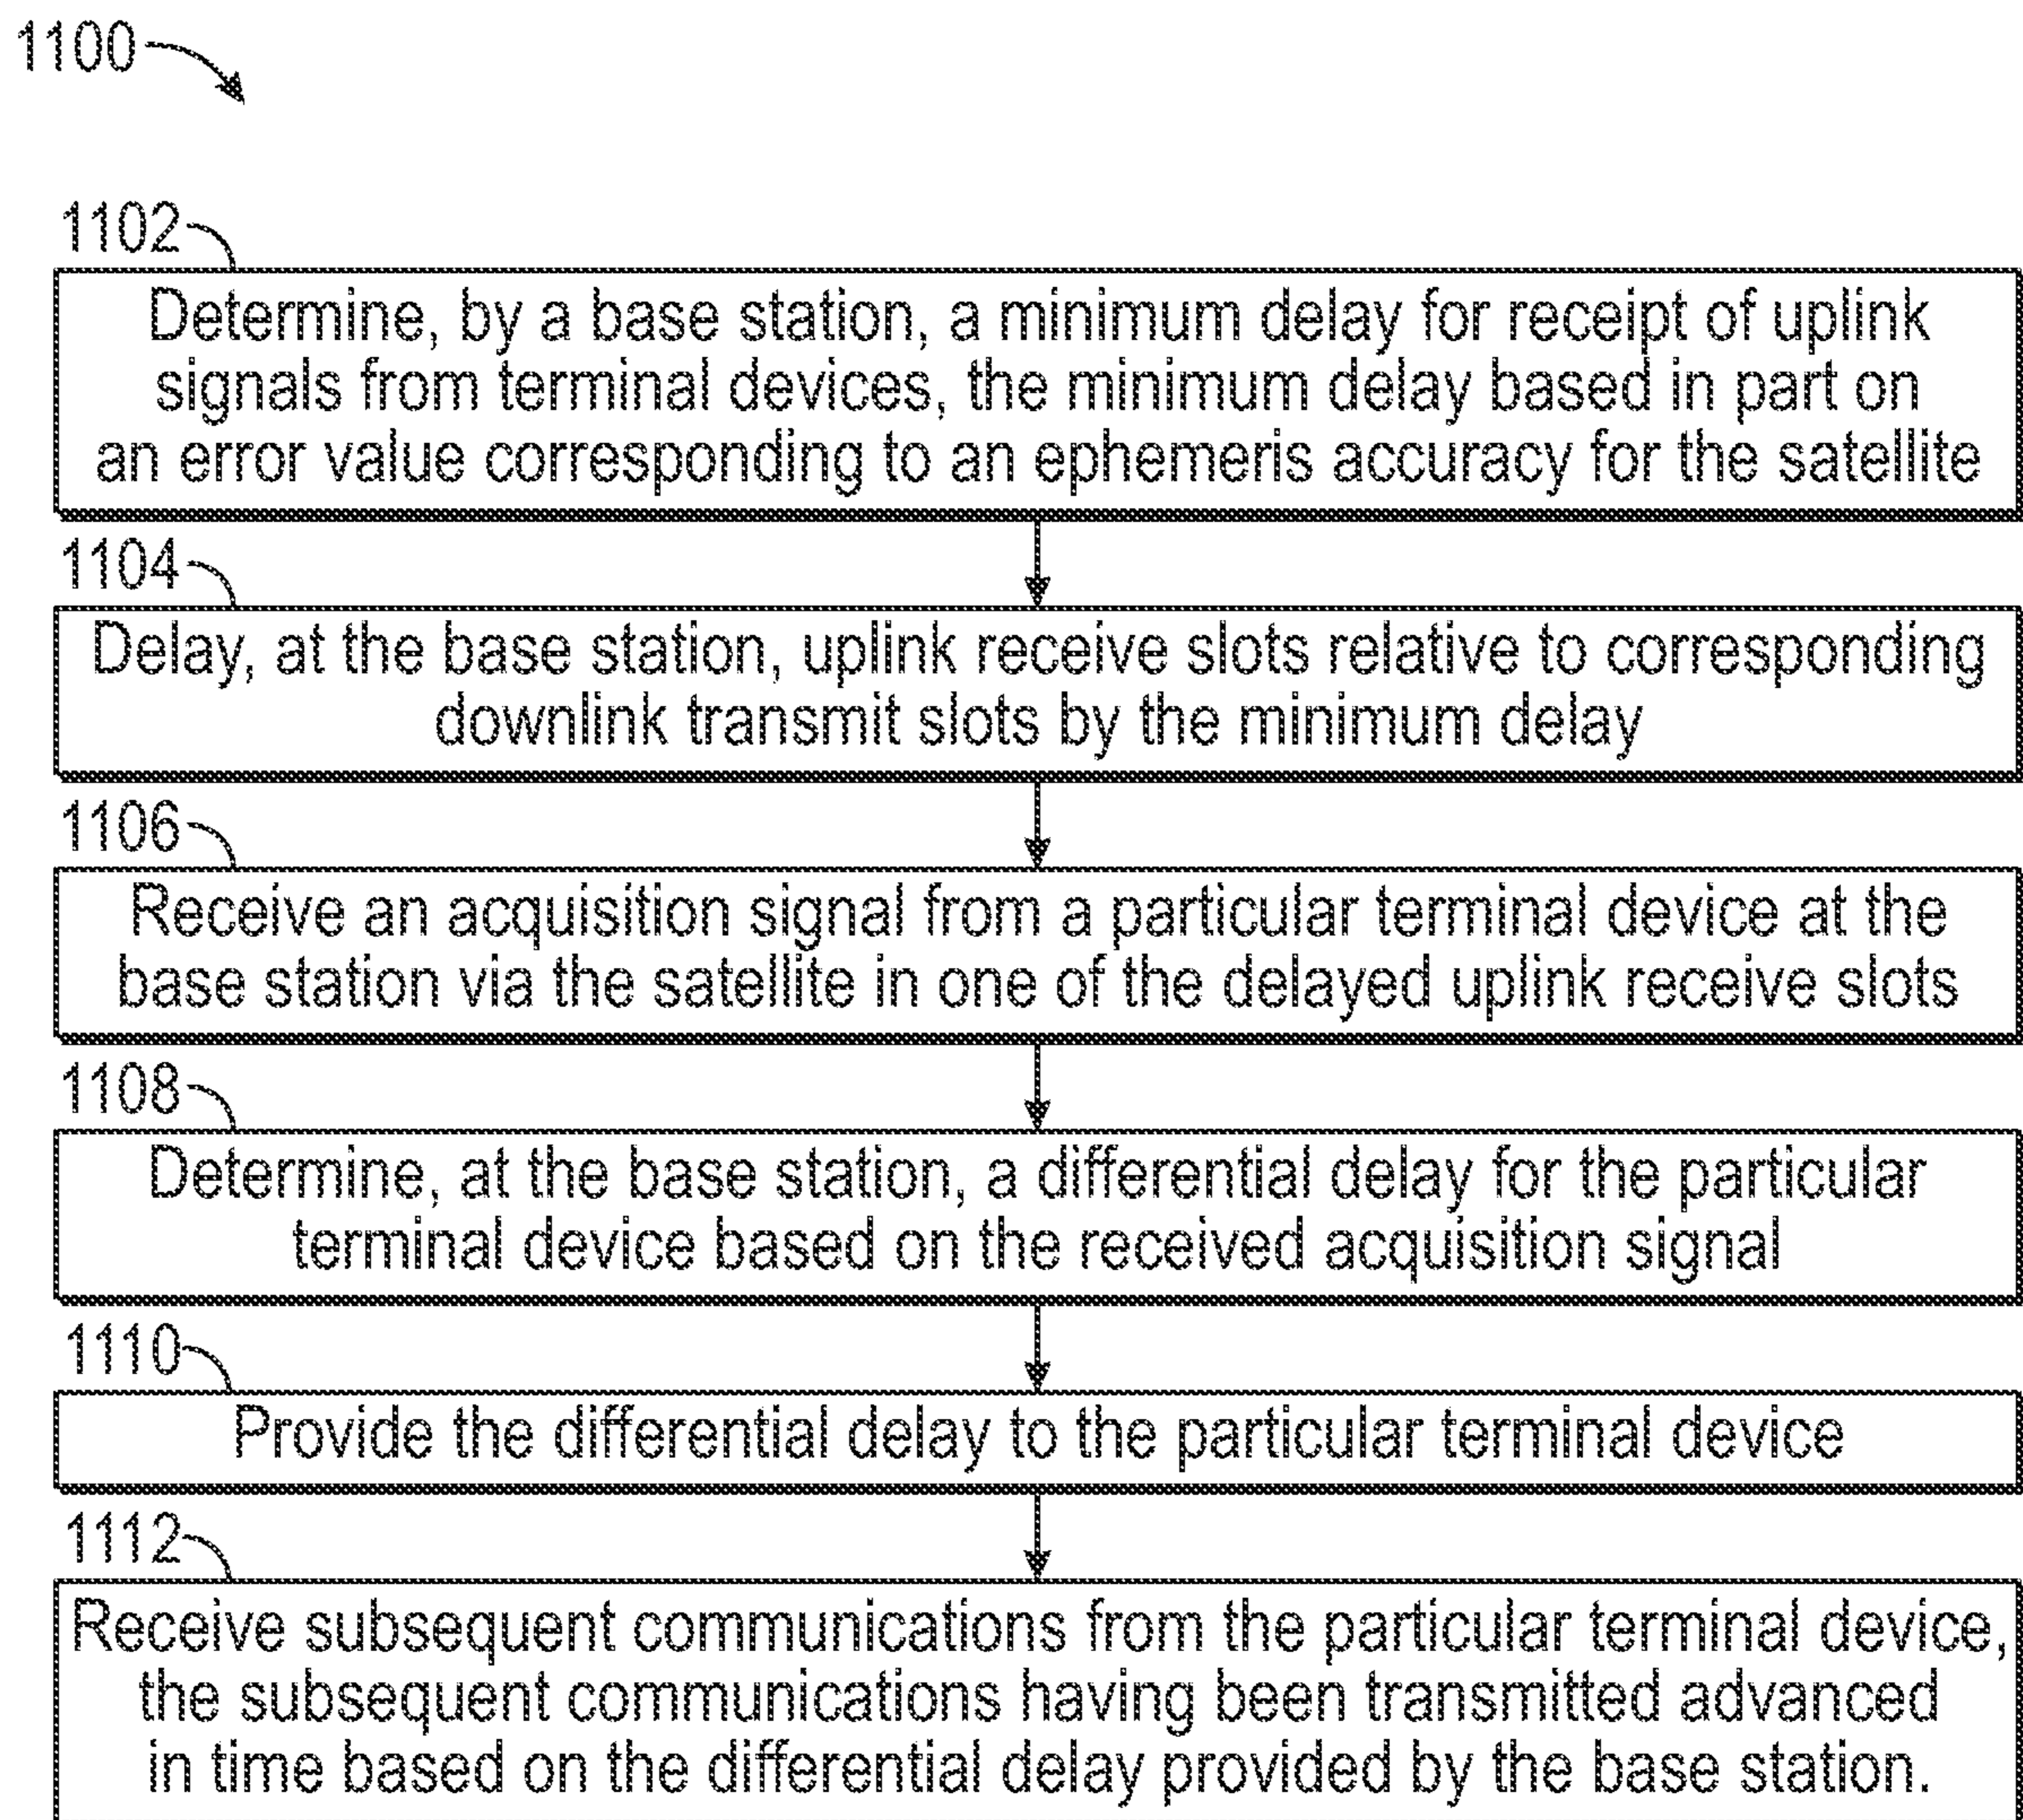 1100
1102
Determine, by a base station, a minimum delay for receipt of uplink
signals from terminal devices, the minimum delay based in part on
an error value corresponding to an ephemeris accuracy for the satellite
1104
Delay, at the base station, uplink receive slots relative to corresponding
downlink transmit slots by the minimum delay
1106
Receive an acquisition signal from a particular terminal device at the
base station via the satellite in one of the delayed uplink receive slots
1108
Determine, at the base station, a differential delay for the particular
terminal device based on the received acquisition signal
1110
Provide the differential delay to the particular terminal device
1112
Receive subsequent communications from the particular terminal device,
the subsequent communications having been transmitted advanced
in time based on the differential delay provided by the base station.